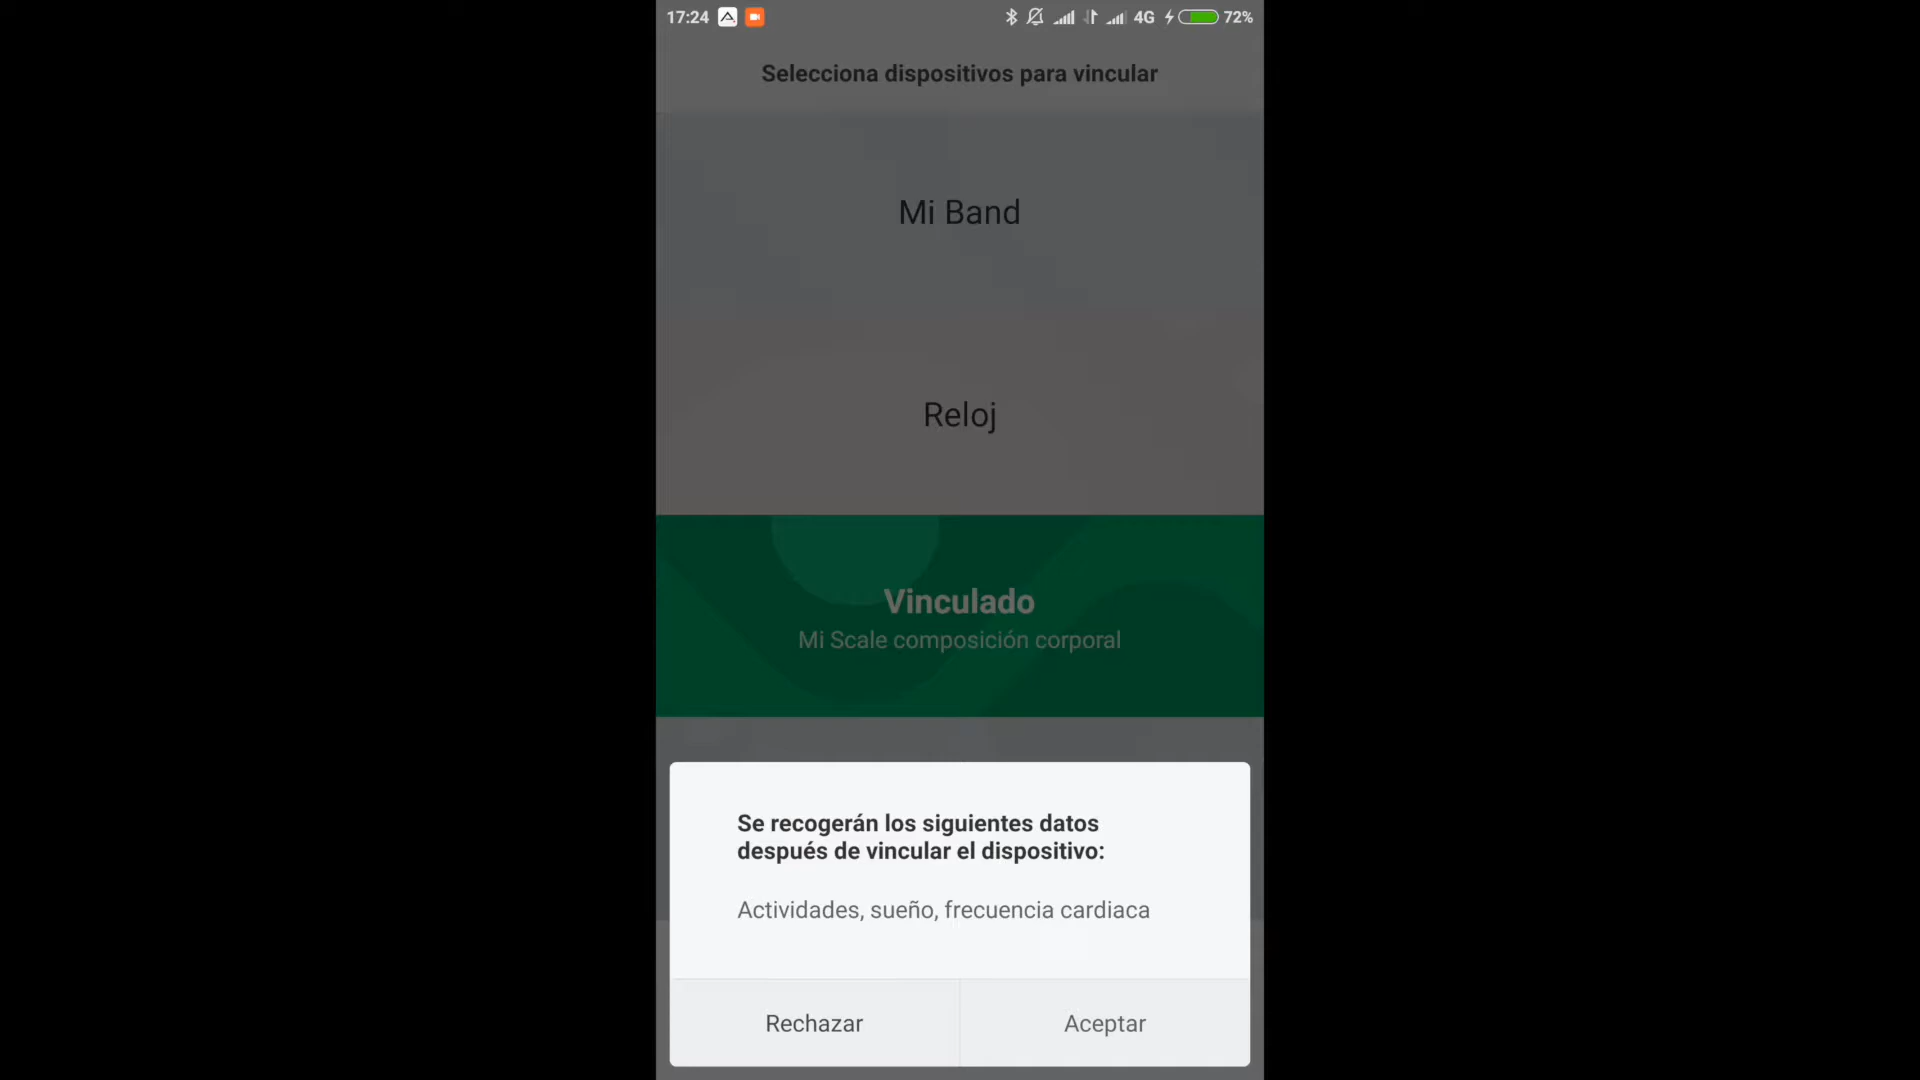 17:24 4G 72%
Selecciona dispositivos para vincular
Mi Band
Reloj
Vinculado
Mi Scale composición corporal
Se recogerán los siguientes datos
después de vincular el dispositivo:
Actividades, sueño, frecuencia cardiaca
Rechazar
Aceptar